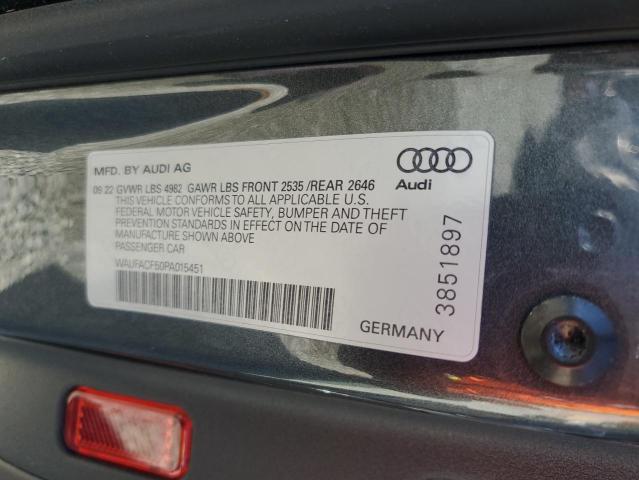 MFD. BY AUDI AG
Audi
09 22 GVWR LBS 4982 GAWR LBS FRONT 2535 /REAR 2646
THIS VEHICLE CONFORMS TO ALL APPLICABLE U.S.
FEDERAL MOTOR VEHICLE SAFETY, BUMPER AND THEFT
PREVENTION STANDARDS IN EFFECT ON THE DATE OF
MANUFACTURE SHOWN ABOVE
PASSENGER CAR
WAUFACF50PA015451
3851897
GERMANY